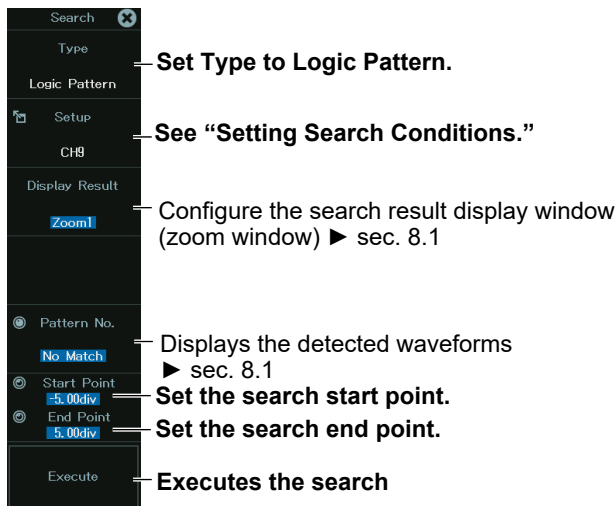 Search
Type
Logic Pattern
Set Type to Logic Pattern.
Setup
CH9
See “Setting Search Conditions.”
Display Result
Zoom1
Configure the search result display window
(zoom window) ► sec. 8.1
Pattern No.
No Match
Displays the detected waveforms
► sec. 8.1
Start Point
-5.00div
Set the search start point.
End Point
5.00div
Set the search end point.
Execute
Executes the search